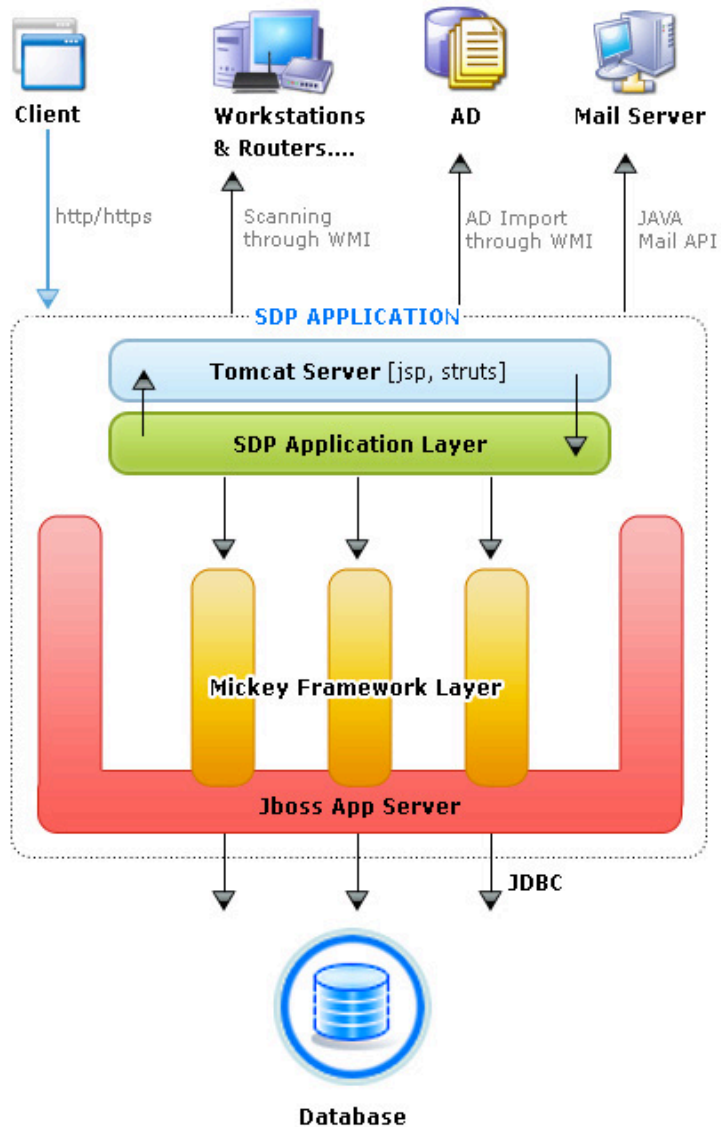 Client
Workstations
& Routers....
AD
Mail Server
http/https
Scanning
through WMI
AD Import
through WMI
JAVA
Mail API
SDP APPLICATION
Tomcat Server [jsp, struts]
SDP Application Layer
Mickey Framework Layer
Jboss App Server
JDBC
Database